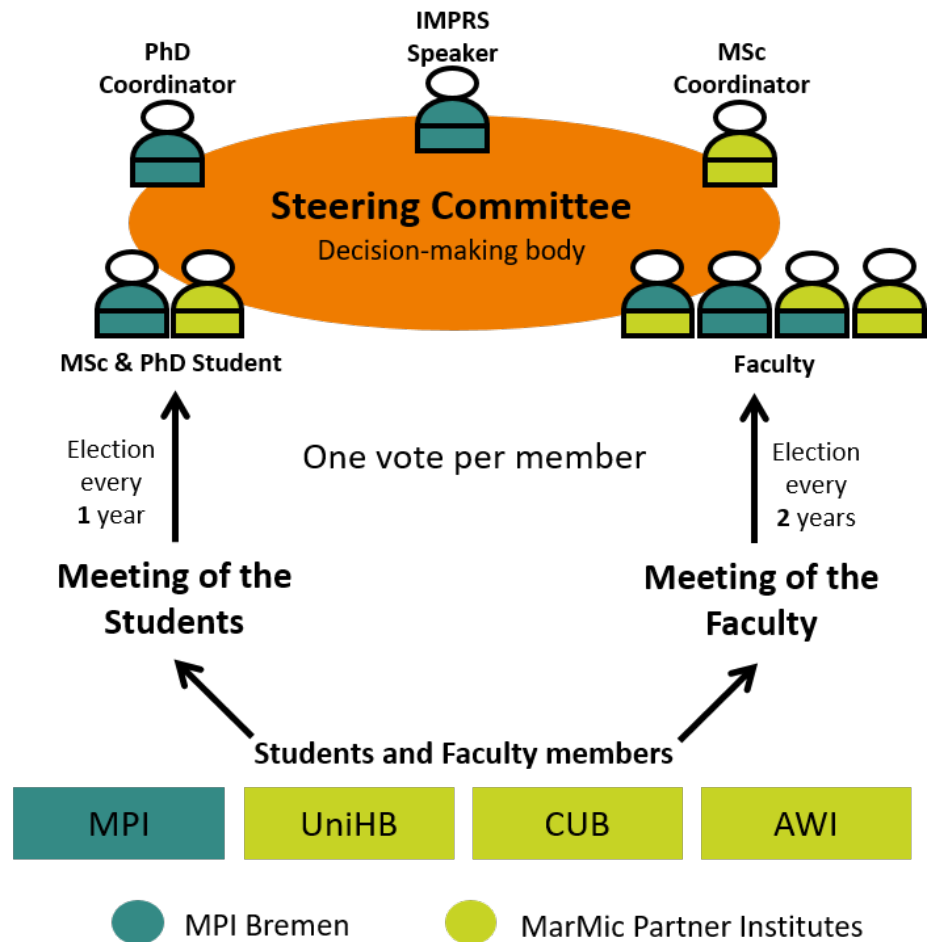 IMPRS
Speaker
PhD
Coordinator
MSc
Coordinator
Steering Committee
Decision-making body
MSc & PhD Student
Faculty
Election
every
1 year
One vote per member
Election
every
2 years
Meeting of the
Students
Meeting of the
Faculty
Students and Faculty members
MPI
UniHB
CUB
AWI
MPI Bremen
MarMic Partner Institutes